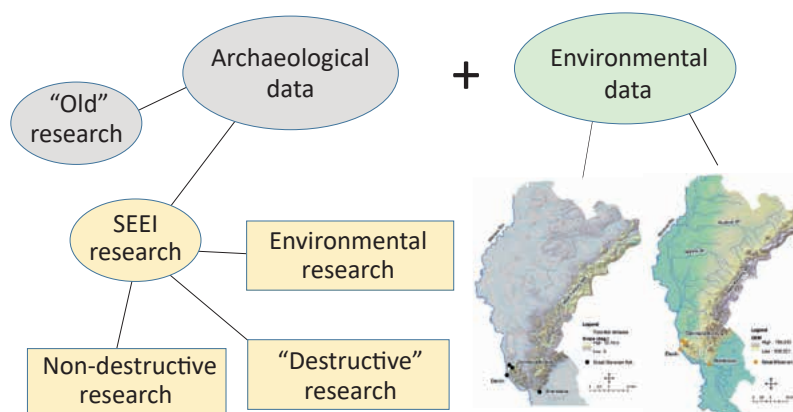 Archaeological
data
+
Environmental
data
“Old”
research
SEEI
research
Environmental
research
Non-destructive
research
“Destructive”
research
Legend
Legend